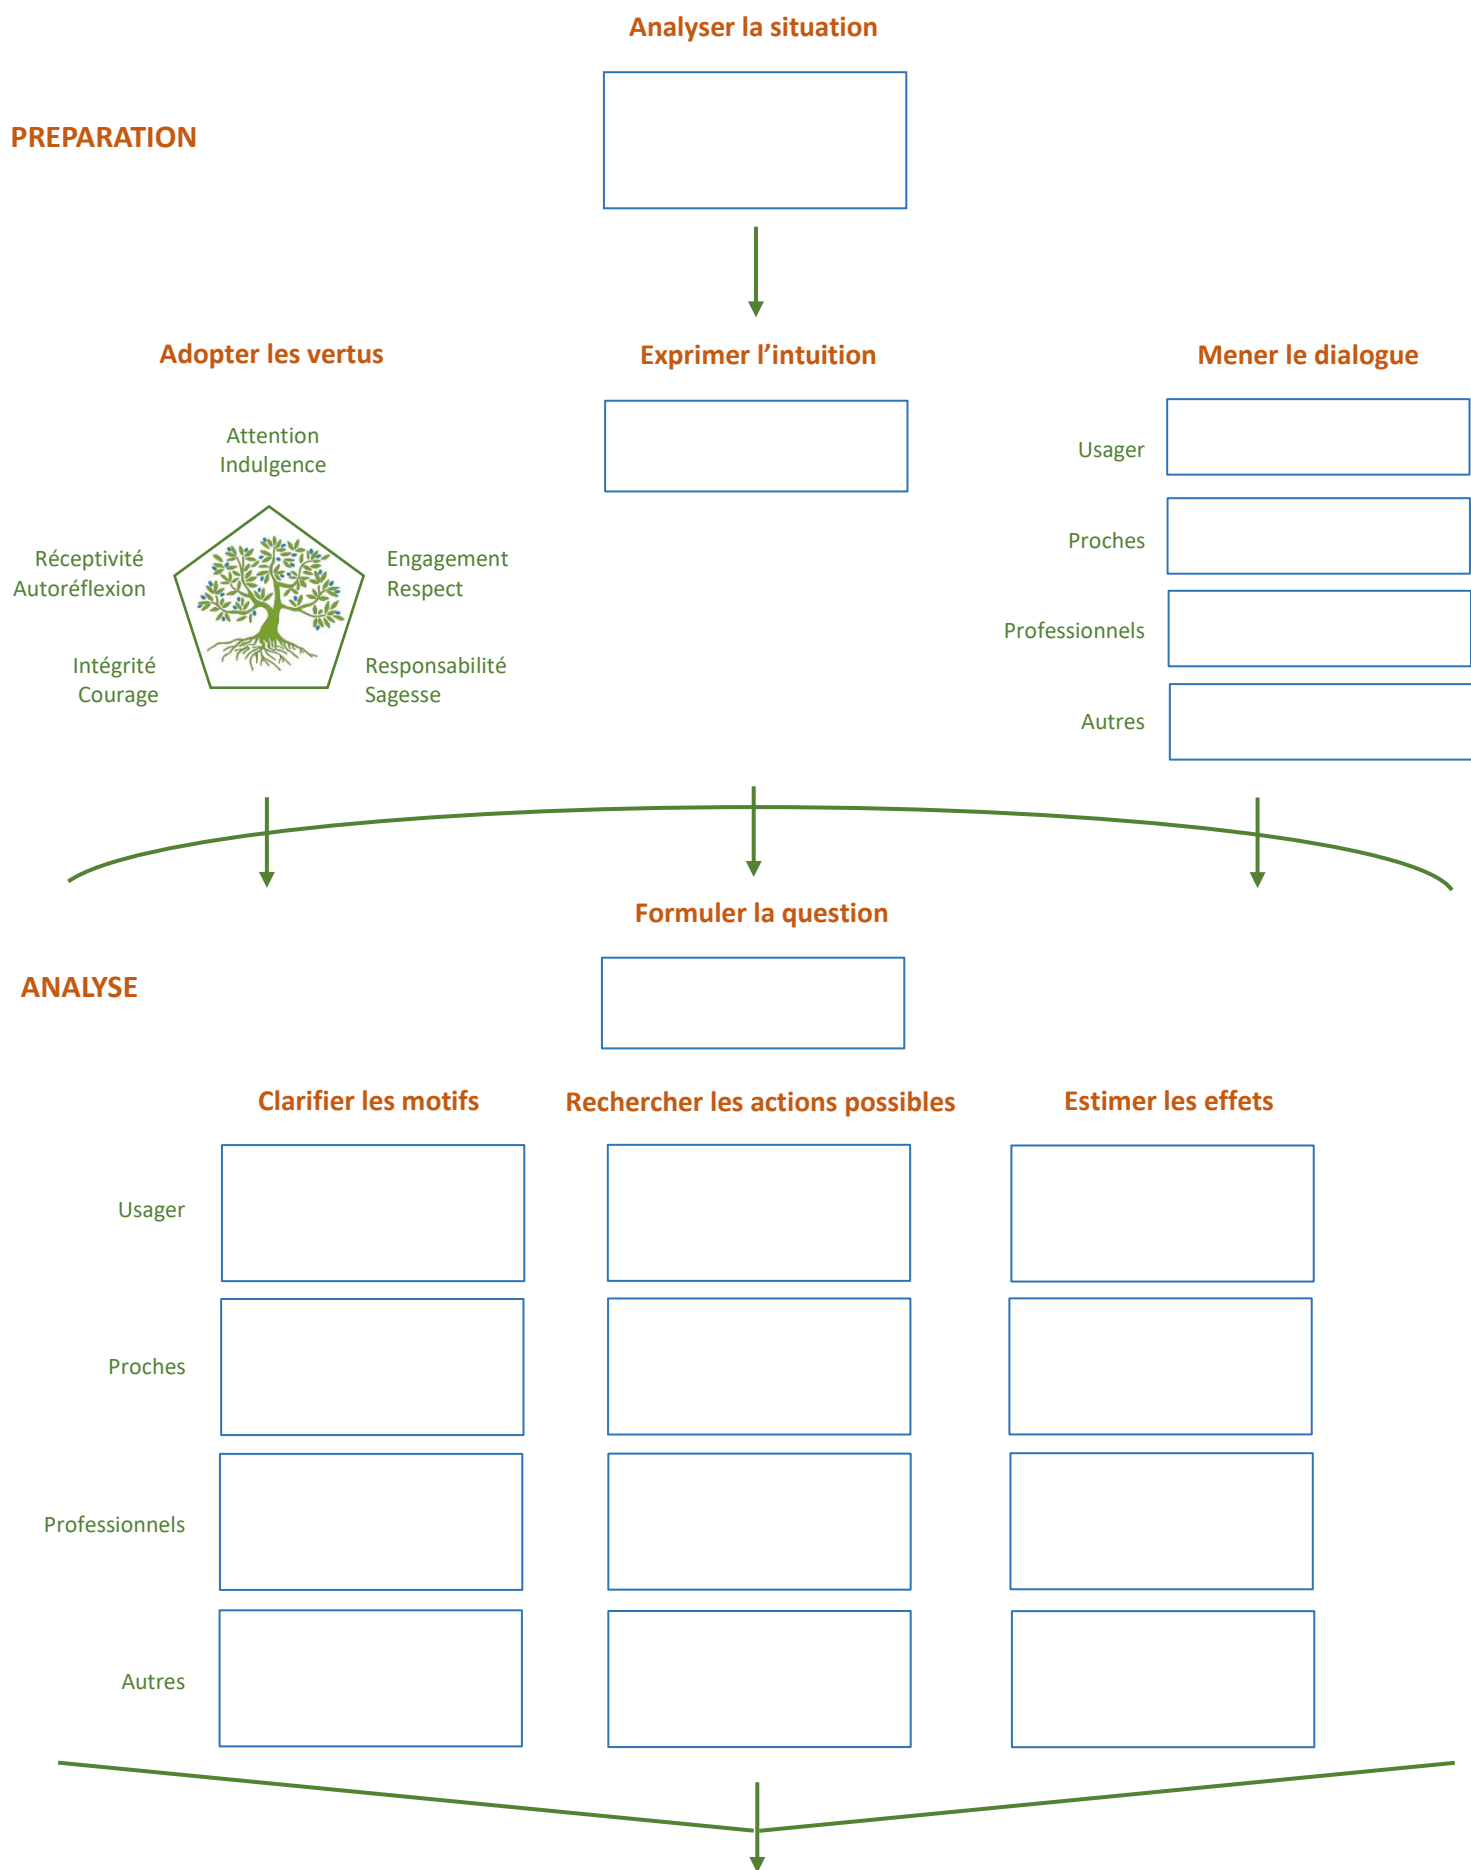 Analyser la situation
PREPARATION
Adopter les vertus
Exprimer l’intuition
Mener le dialogue
Attention
Indulgence
Réceptivité
Autoréflexion
Engagement
Respect
Intégrité
Courage
Responsabilité
Sagesse
Usager
Proches
Professionnels
Autres
Formuler la question
ANALYSE
Clarifier les motifs
Rechercher les actions possibles
Estimer les effets
Usager
Proches
Professionnels
Autres